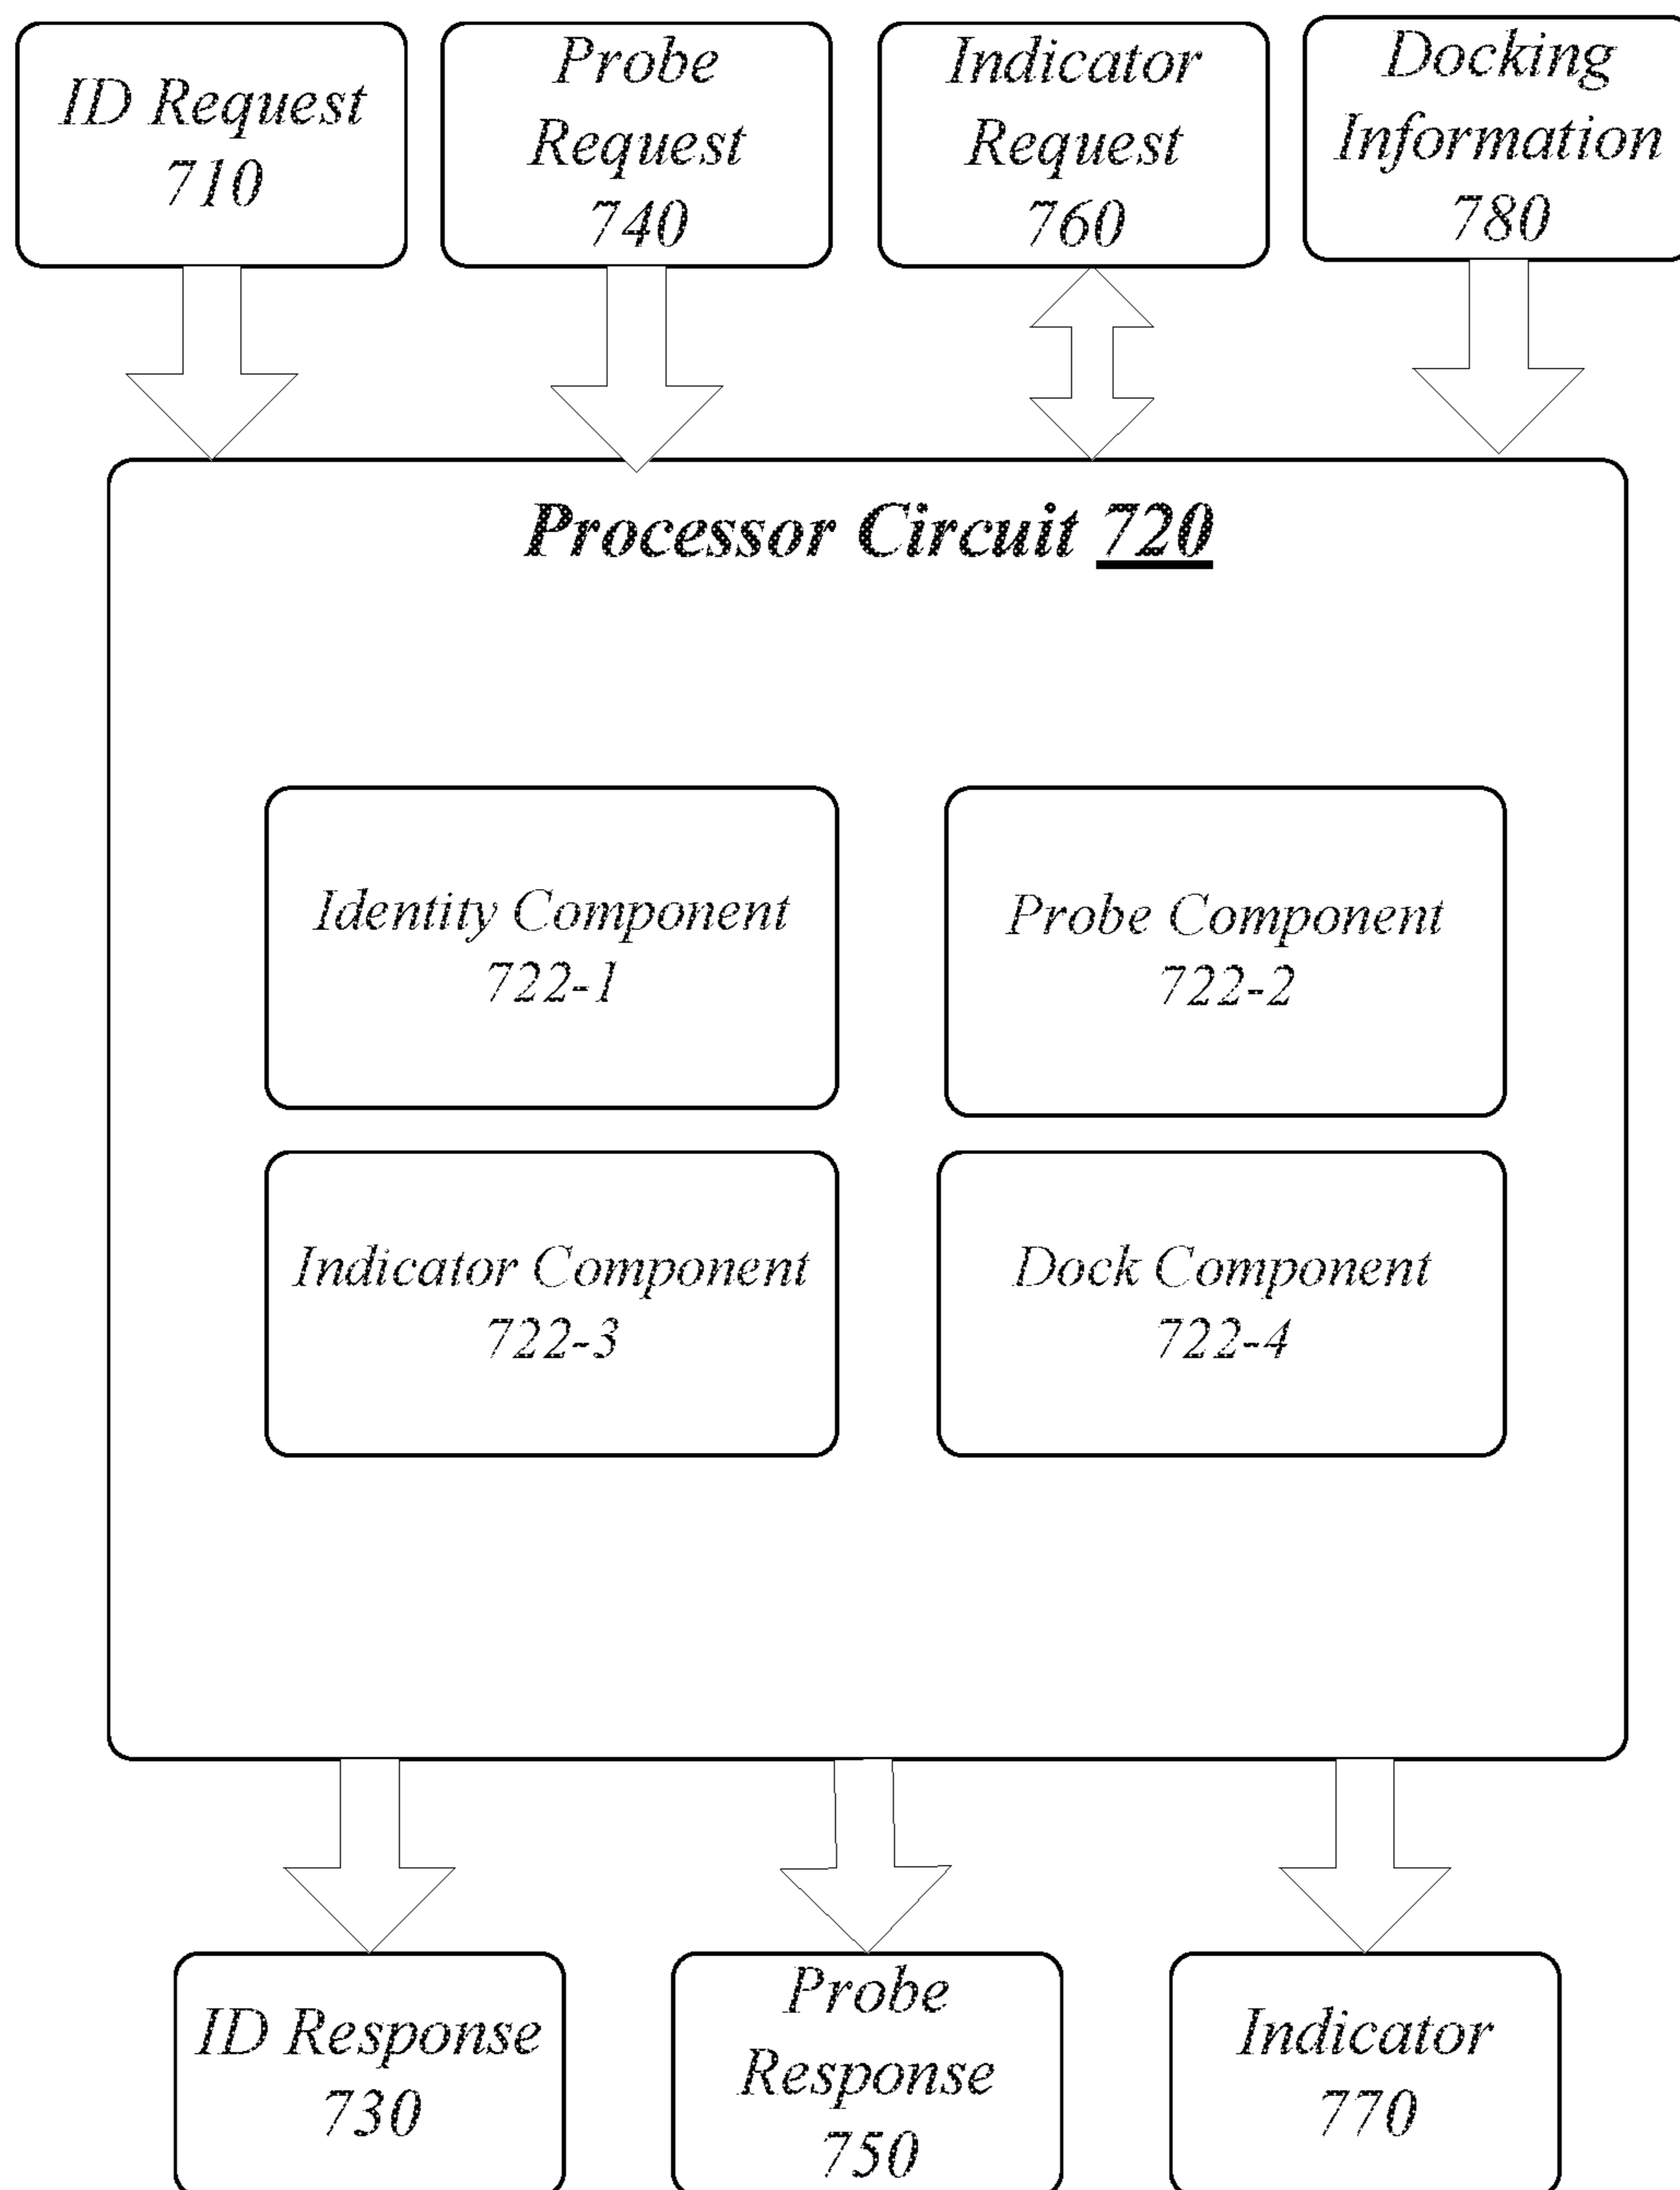 ID Request
710
Probe
Request
740
Indicator
Request
760
Docking
Information
780
Processor Circuit 720
Identity Component
722-1
Probe Component
722-2
Indicator Component
722-3
Dock Component
722-4
ID Response
730
Probe
Response
750
Indicator
770